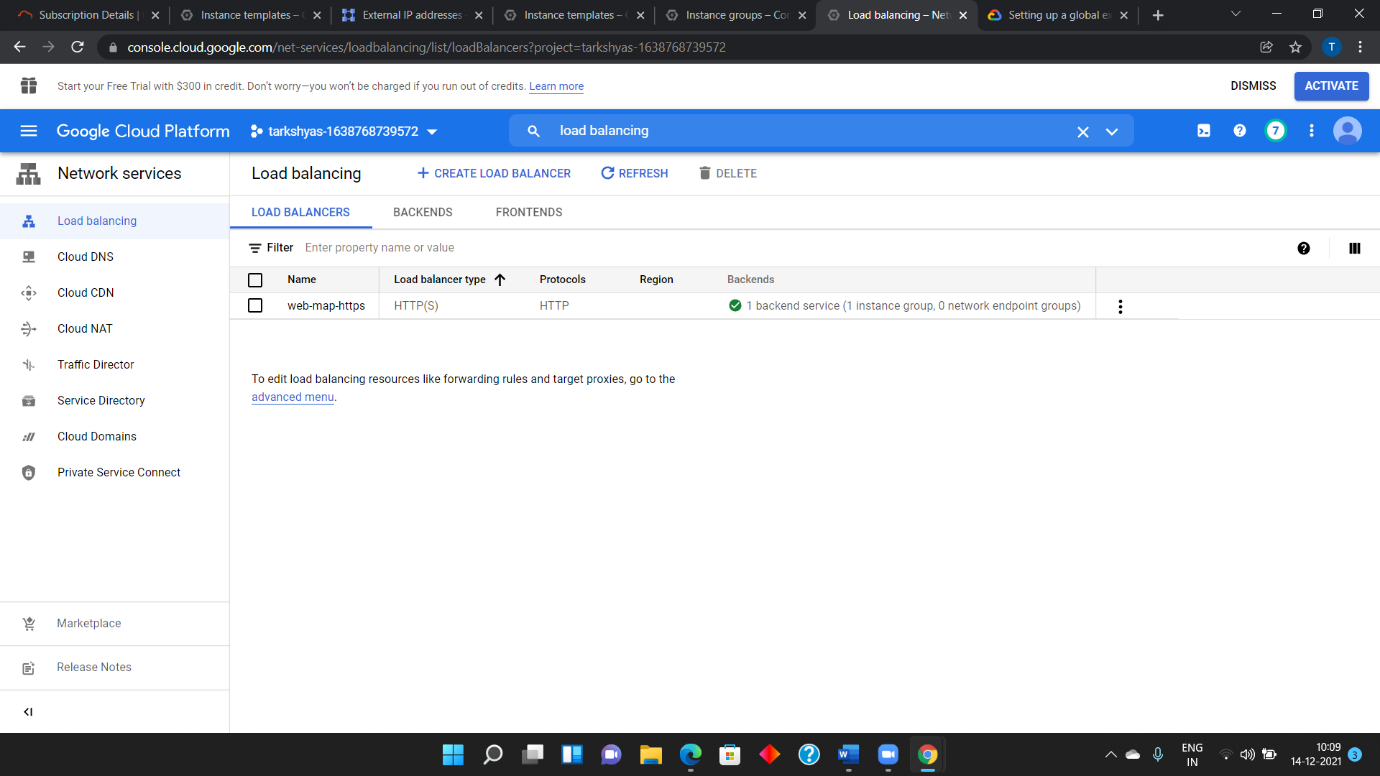 Subscription Details |
Instance templates –
External IP addresses
Instance templates –
Instance groups – Co
Load balancing – Net
Setting up a global e
console.cloud.google.com/net-services/loadbalancing/list/loadBalancers?project=tarkshyas-1638768739572
T
Start your Free Trial with $300 in credit. Don't worry—you won't be charged if you run out of credits. Learn more
DISMISS
ACTIVATE
Google Cloud Platform
tarkshyas-1638768739572
load balancing
7
Network services
Load balancing
CREATE LOAD BALANCER
REFRESH
DELETE
Load balancing
Cloud DNS
Cloud CDN
Cloud NAT
Traffic Director
Service Directory
Cloud Domains
Private Service Connect
Marketplace
Release Notes
LOAD BALANCERS BACKENDS FRONTENDS
Filter Enter property name or value
Name Load balancer type Protocols Region Backends
web-map-https HTTP(S) HTTP 1 backend service (1 instance group, 0 network endpoint groups)
To edit load balancing resources like forwarding rules and target proxies, go to the
advanced menu.
ENG
IN
10:09
14-12-2021
3